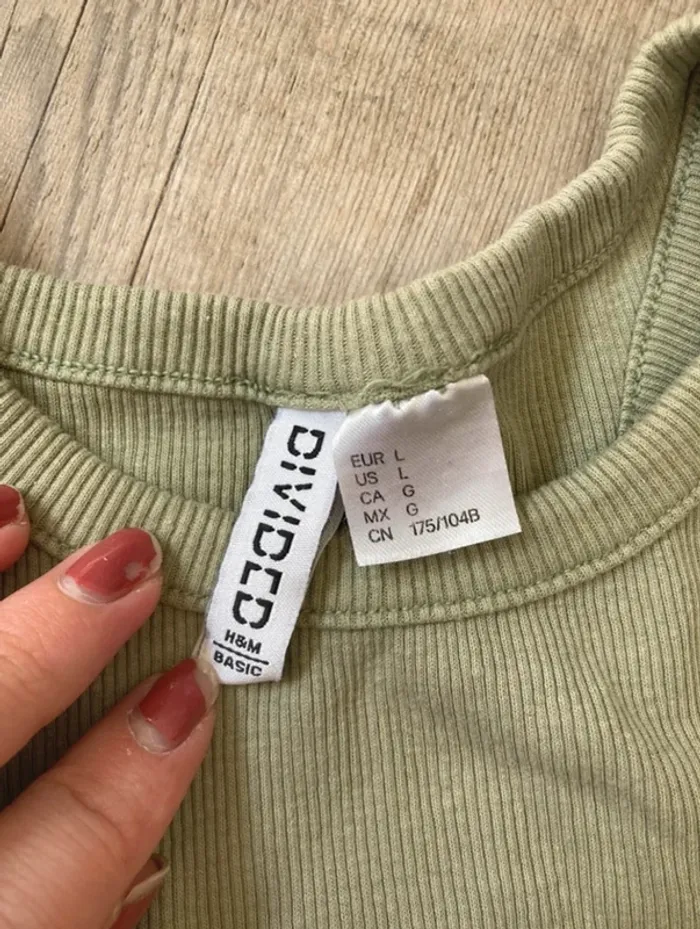 DIVIDED
H&M
BASIC
EUR L
US L
CA G
MX G
CN 175/104B